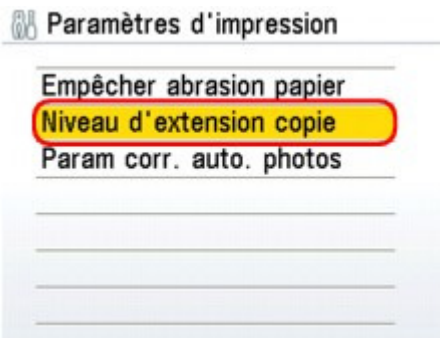 Paramètres d'impression
Empêcher abrasion papier
Niveau d'extension copie
Param corr. auto. photos